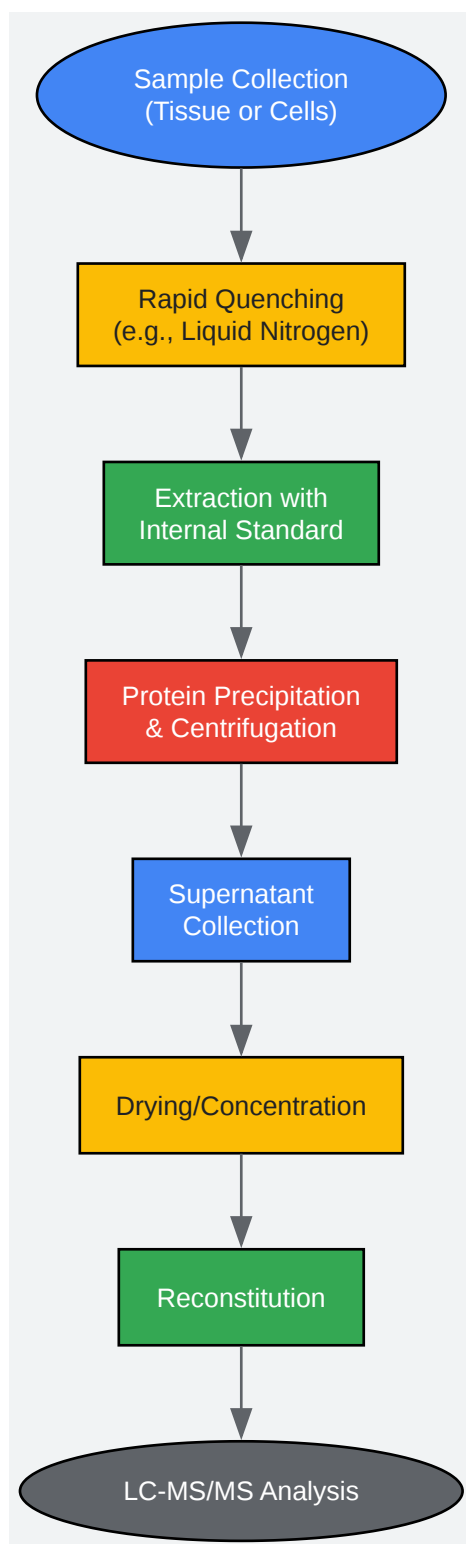 Sample Collection
(Tissue or Cells)
Rapid Quenching
(e.g., Liquid Nitrogen)
Extraction with
Internal Standard
Protein Precipitation
& Centrifugation
Supernatant
Collection
Drying/Concentration
Reconstitution
LC-MS/MS Analysis